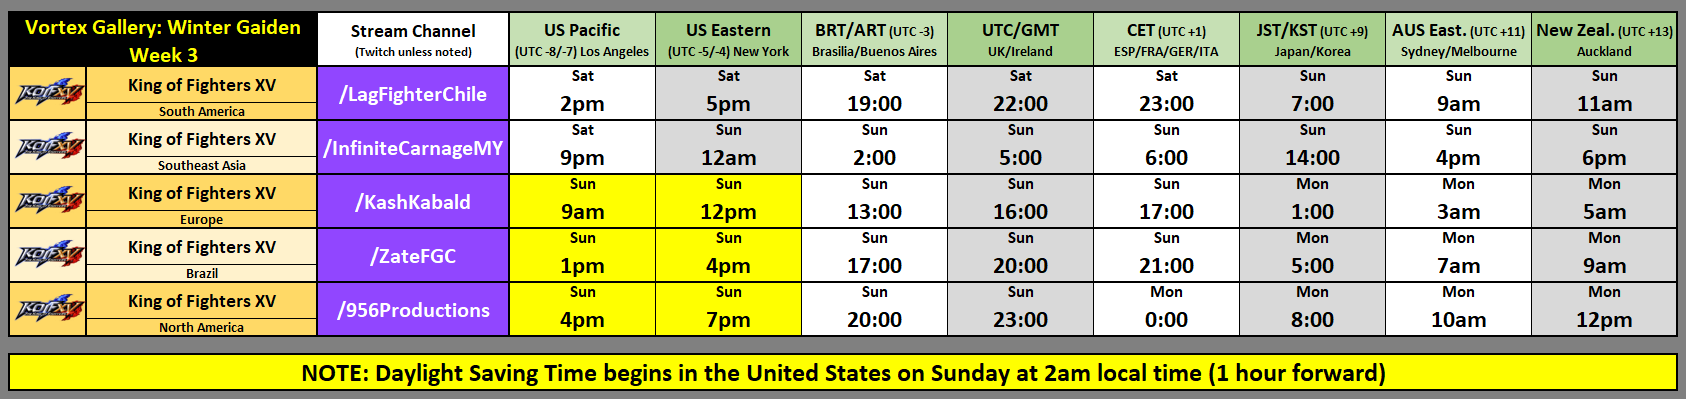 Vortex Gallery: Winter Gaiden
Week 3
Stream Channel
(Twitch unless noted)
US Pacific
(UTC -8/-7) Los Angeles
US Eastern
(UTC -5/-4) New York
BRT/ART (UTC -3)
Brasilia/Buenos Aires
UTC/GMT
UK/Ireland
CET (UTC +1)
ESP/FRA/GER/ITA
JST/KST (UTC +9)
Japan/Korea
AUS East. (UTC +11)
Sydney/Melbourne
New Zeal. (UTC +13)
Auckland
KOFXV
King of Fighters XV
South America
/LagFighterChile
Sat
2pm
Sat
5pm
Sat
19:00
Sat
22:00
Sat
23:00
Sun
7:00
Sun
9am
Sun
11am
KOFXV
King of Fighters XV
Southeast Asia
/InfiniteCarnageMY
Sat
9pm
Sun
12am
Sun
2:00
Sun
5:00
Sun
6:00
Sun
14:00
Sun
4pm
Sun
6pm
KOFXV
King of Fighters XV
Europe
/KashKabald
Sun
9am
Sun
12pm
Sun
13:00
Sun
16:00
Sun
17:00
Mon
1:00
Mon
3am
Mon
5am
KOFXV
King of Fighters XV
Brazil
/ZateFGC
Sun
1pm
Sun
4pm
Sun
17:00
Sun
20:00
Sun
21:00
Mon
5:00
Mon
7am
Mon
9am
KOFXV
King of Fighters XV
North America
/956Productions
Sun
4pm
Sun
7pm
Sun
20:00
Sun
23:00
Mon
0:00
Mon
8:00
Mon
10am
Mon
12pm
NOTE: Daylight Saving Time begins in the United States on Sunday at 2am local time (1 hour forward)